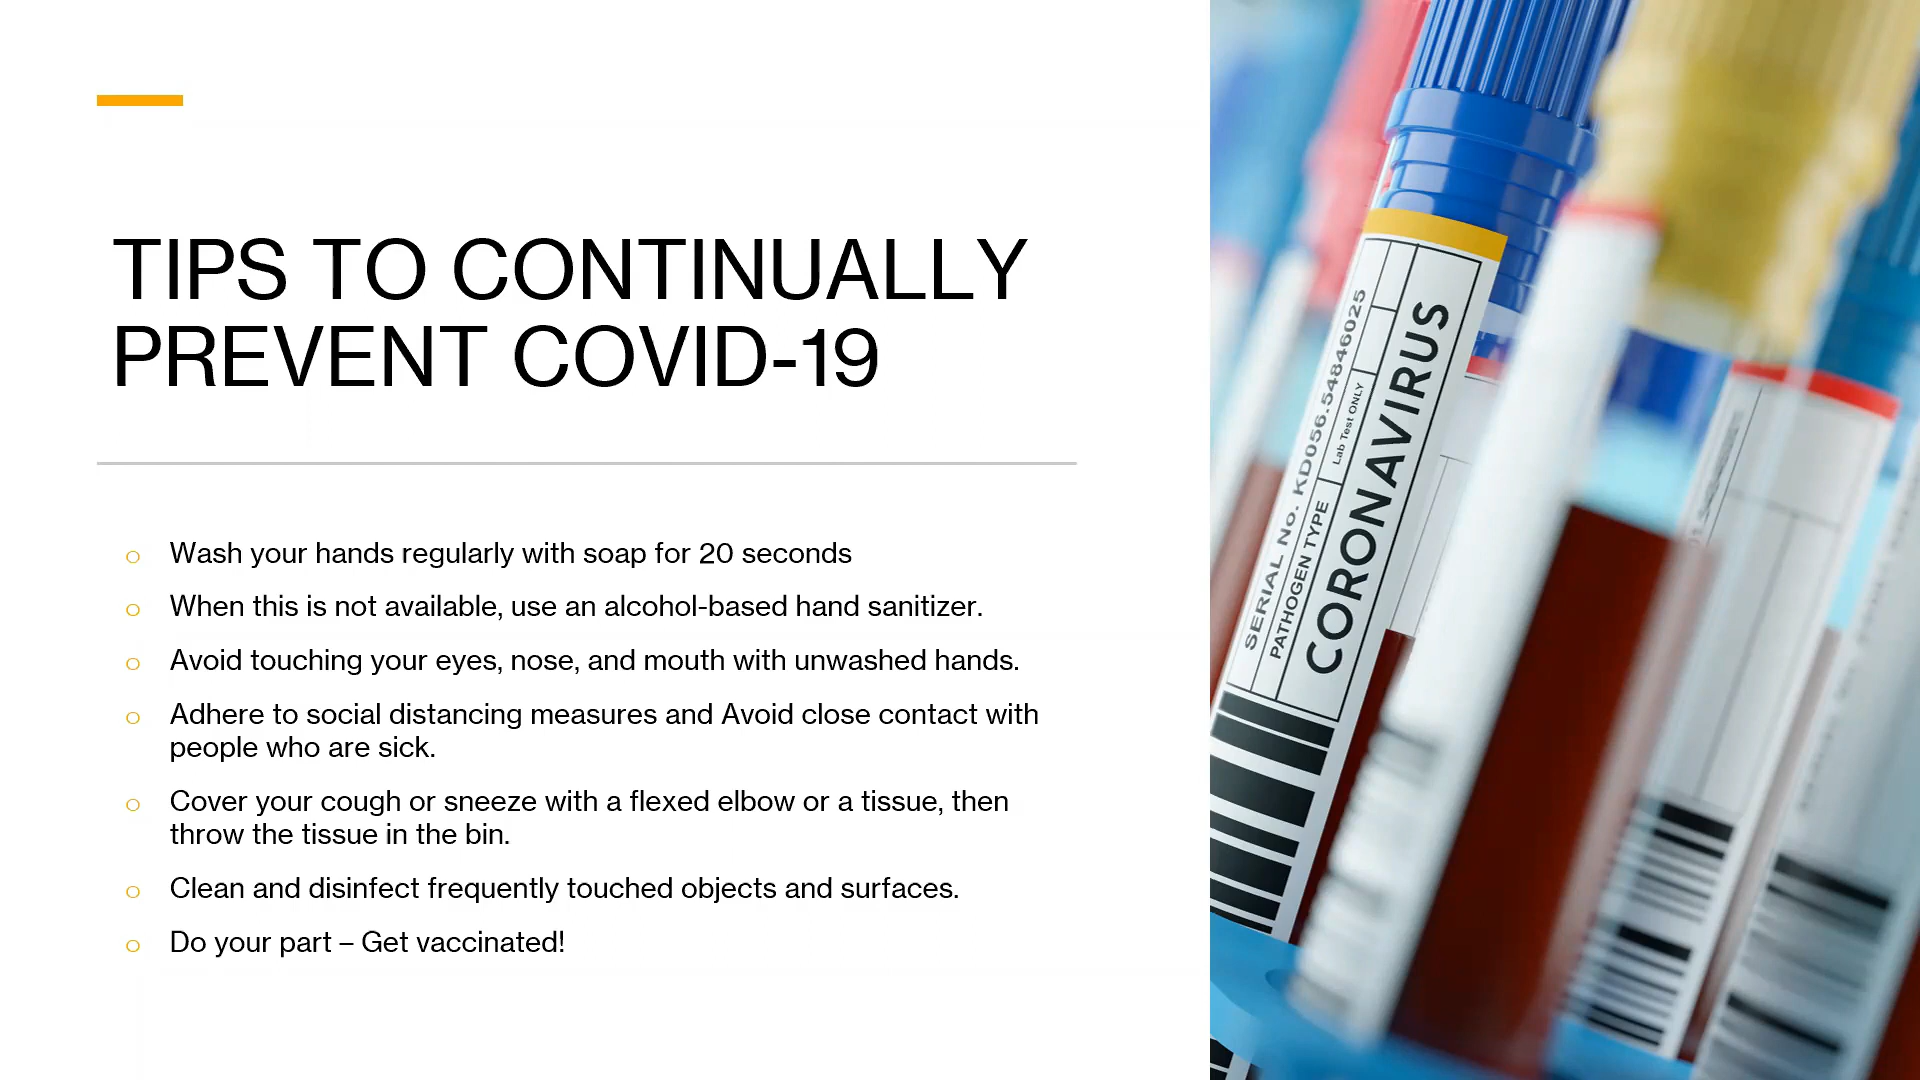 TIPS TO CONTINUALLY
PREVENT COVID-19
Wash your hands regularly with soap for 20 seconds
When this is not available, use an alcohol-based hand sanitizer.
Avoid touching your eyes, nose, and mouth with unwashed hands.
Adhere to social distancing measures and Avoid close contact with
people who are sick.
Cover your cough or sneeze with a flexed elbow or a tissue, then
throw the tissue in the bin.
Clean and disinfect frequently touched objects and surfaces.
Do your part – Get vaccinated!
SERIAL No. KD056.54846025
PATHOGEN TYPE
Lab Test ONLY
CORONAVIRUS